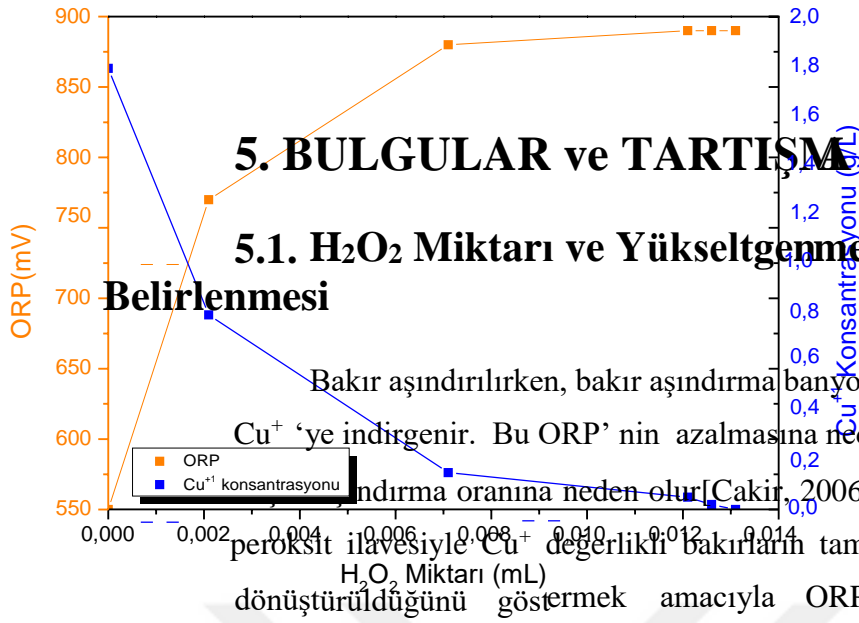 900
850
800
750
700
650
600
550
ORP(mV)
2,0
1,8
1,6
1,4
1,2
1,0
0,8
0,6
0,4
0,2
0,0
Cu+1 Konsantrasyonu (g/L)
5. BULGULAR ve TARTIŞMA
5.1. H2O2 Miktarı ve Yükseltgenme
Belirlenmesi
Bakır aşındırılırken, bakır aşındırma banyo
Cu+ ‘ye indirgenir. Bu ORP’ nin azalmasına ne
ORP
Cu+1 konsantrasyonu
aşındırma oranına neden olur[Cakir, 2006
0,000 0,002 0,004 0,006 0,008 0,010 0,012 0,014
peroksit ilavesiyle Cu+ değerlikli bakırların tam
H2O2 Miktarı (mL)
dönüştürüldüğünü göstermek amacıyla ORP